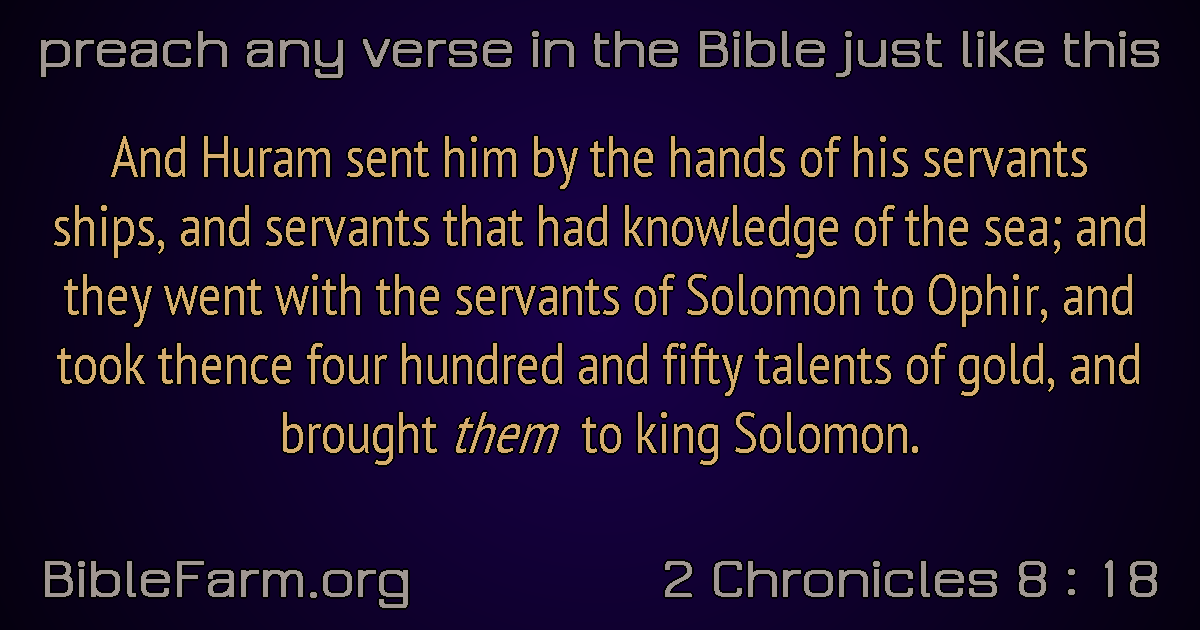 preach any verse in the Bible just like this
And Huram sent him by the hands of his servants
ships, and servants that had knowledge of the sea; and
they went with the servants of Solomon to Ophir, and
took thence four hundred and fifty talents of gold, and
brought them to king Solomon.
BibleFarm.org
2 Chronicles 8 : 18